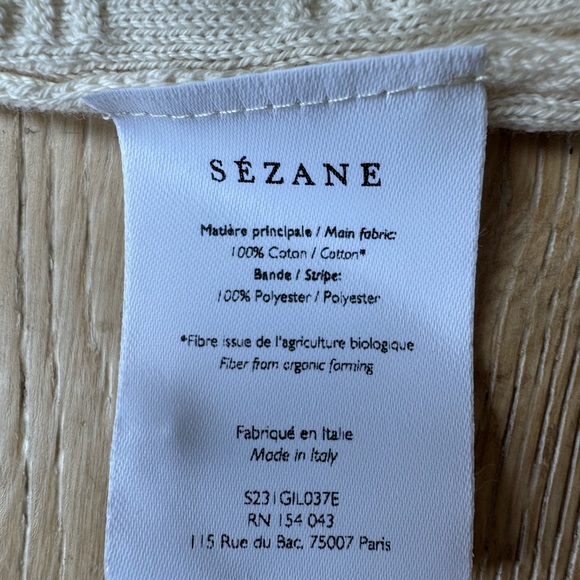 SÉZANE
Matière principale / Main fabric:
100% Coton / Cotton*
Bande / Stripe:
100% Polyester / Polyester
*Fibre issue de l'agriculture biologique
Fiber from organic farming
Fabriqué en Italie
Made in Italy
S231GIL037E
RN 154 043
115 Rue du Bac, 75007 Paris